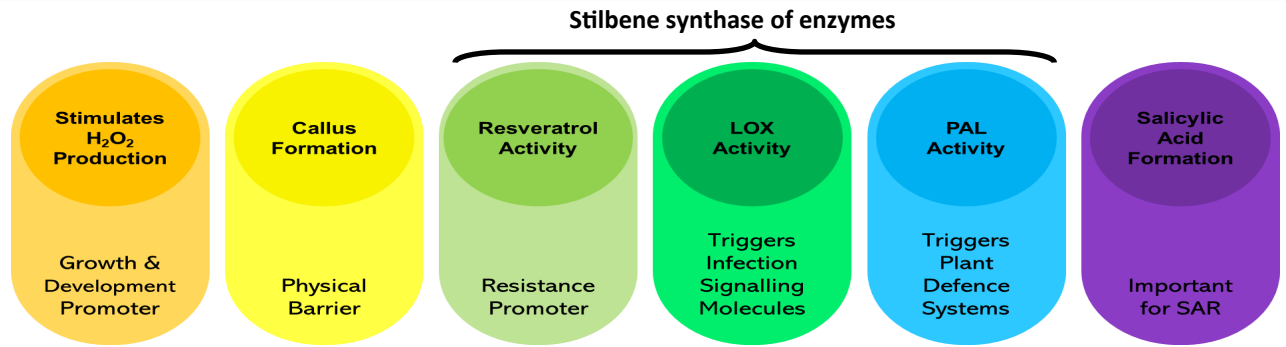 Stilbene synthase of enzymes
Stimulates
H₂O₂
Production
Growth &
Development
Promoter
Callus
Formation
Physical
Barrier
Resveratrol
Activity
Resistance
Promoter
LOX
Activity
Triggers
Infection
Signalling
Molecules
PAL
Activity
Triggers
Plant
Defence
Systems
Salicylic
Acid
Formation
Important
for SAR